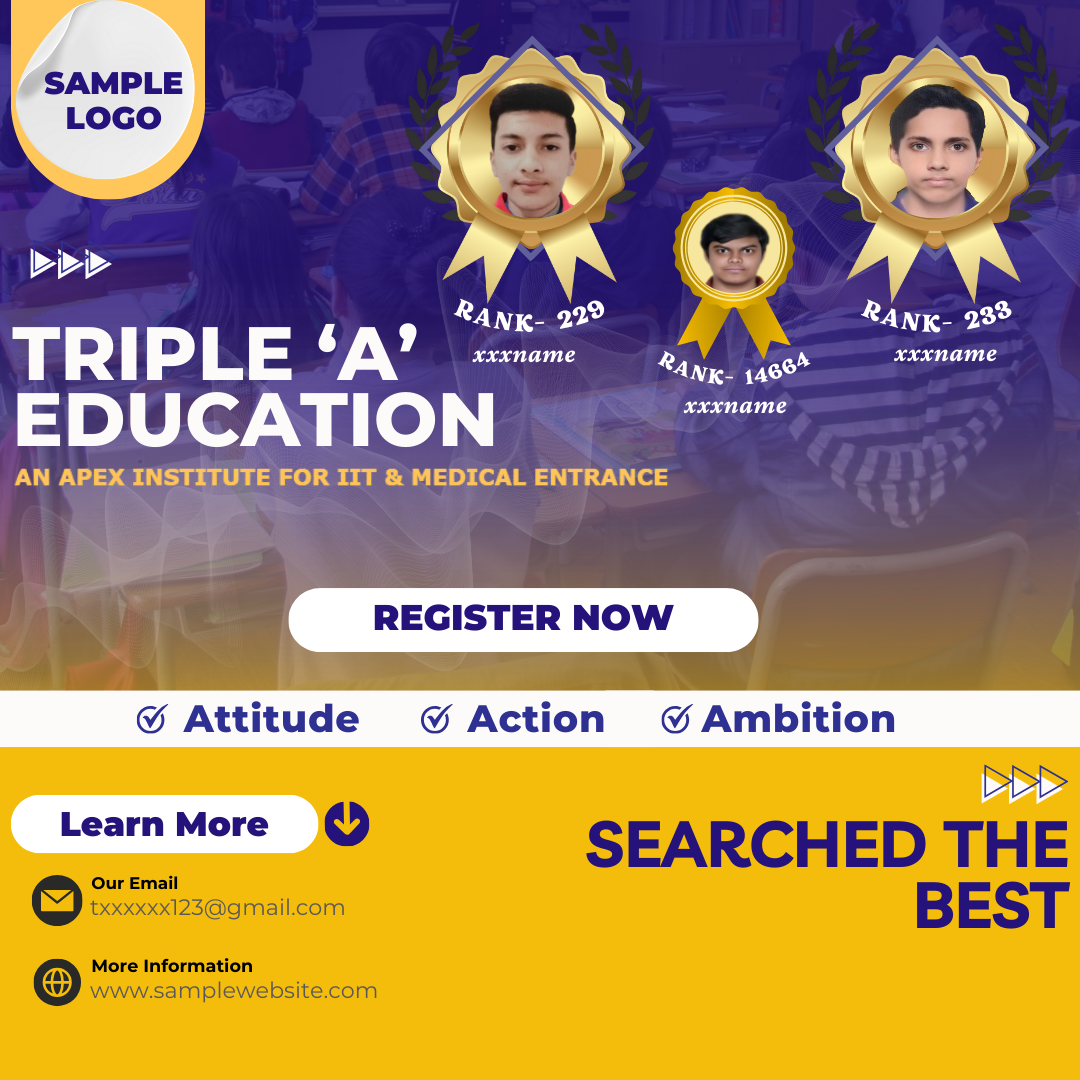 SAMPLE
LOGO
RANK- 229
xxxname
RANK- 14664
xxxname
RANK- 233
xxxname
TRIPLE ‘A’
EDUCATION
AN APEX INSTITUTE FOR IIT & MEDICAL ENTRANCE
REGISTER NOW
Attitude
Action
Ambition
Learn More
Our Email
txxxxxx123@gmail.com
More Information
www.samplewebsite.com
SEARCHED THE
BEST